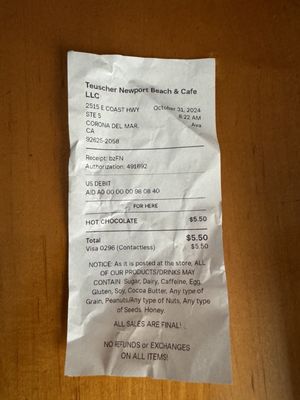 Teuscher Newport Beach & Cafe
LLC
2515 E COAST HWY October 31, 2024
STE 5 8:22 AM
CORONA DEL MAR, Ava
CA
92625-2058
Receipt: bzFN
Authorization: 491692
US DEBIT
AID A0 00 00 00 98 08 40
FOR HERE
HOT CHOCOLATE $5.50
Total $5.50
Visa 0296 (Contactless) $5.50
NOTICE: As it is posted at the store, ALL
OF OUR PRODUCTS/DRINKS MAY
CONTAIN: Sugar, Dairy, Caffeine, Egg,
Gluten, Soy, Cocoa Butter, Any type of
Grain, Peanuts/Any type of Nuts, Any type
of Seeds, Honey.
ALL SALES ARE FINAL!
NO REFUNDS or EXCHANGES
ON ALL ITEMS!